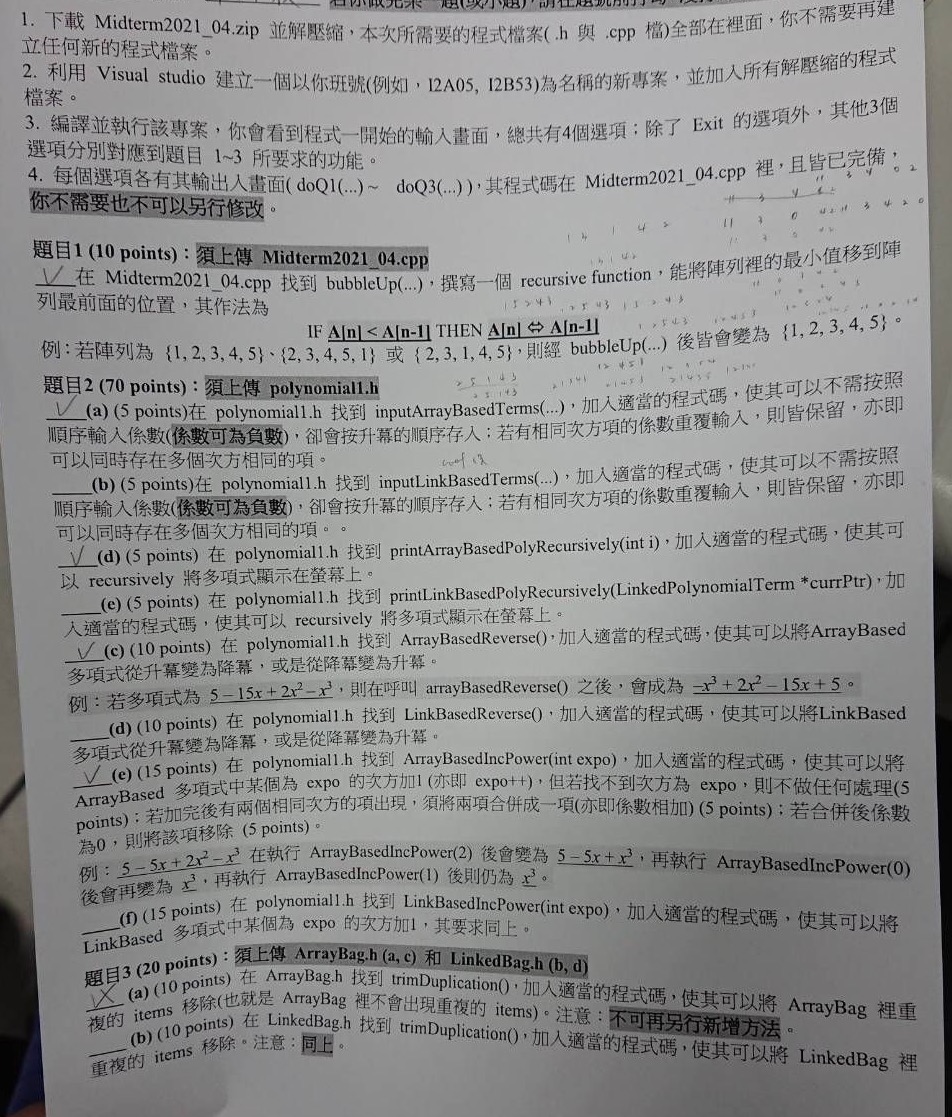 1. 下載 Midterm2021_04.zip 並解壓縮，本次所需要的程式檔案( .h 與 .cpp 檔)全部在裡面，你不需要再建
立任何新的程式檔案。
2. 利用 Visual studio 建立一個以你班號(例如，I2A05, I2B53)為名稱的新專案，並加入所有解壓縮的程式
檔案。
3. 編譯並執行該專案，你會看到程式一開始的輸入畫面，總共有4個選項；除了 Exit 的選項外，其他3個
選項分別對應到題目 1~3 所要求的功能。
4. 每個選項各有其輸出入畫面( doQ1(...) ~ doQ3(...) )，其程式碼在 Midterm2021_04.cpp 裡，且皆已完備，
你不需要也不可以另行修改。
題目1 (10 points)：須上傳 Midterm2021_04.cpp
在 Midterm2021_04.cpp 找到 bubbleUp(...)，撰寫一個 recursive function，能將陣列裡的最小值移到陣
列最前面的位置，其作法為
IF A[n] < A[n-1] THEN A[n] ⇔ A[n-1]
例：若陣列為 {1, 2, 3, 4, 5}、{2, 3, 4, 5, 1} 或 { 2, 3, 1, 4, 5}，則經 bubbleUp(...) 後皆會變為 {1, 2, 3, 4, 5}。
題目2 (70 points)：須上傳 polynomial1.h
(a) (5 points)在 polynomial1.h 找到 inputArrayBasedTerms(...)，加入適當的程式碼，使其可以不需按照
順序輸入係數(係數可為負數)，卻會按升冪的順序存入；若有相同次方項的係數重覆輸入，則皆保留，亦即
可以同時存在多個次方相同的項。
(b) (5 points)在 polynomial1.h 找到 inputLinkBasedTerms(...)，加入適當的程式碼，使其可以不需按照
順序輸入係數(係數可為負數)，卻會按升冪的順序存入；若有相同次方項的係數重覆輸入，則皆保留，亦即
可以同時存在多個次方相同的項。。
(d) (5 points) 在 polynomial1.h 找到 printArrayBasedPolyRecursively(int i)，加入適當的程式碼，使其可
以 recursively 將多項式顯示在螢幕上。
(e) (5 points) 在 polynomial1.h 找到 printLinkBasedPolyRecursively(LinkedPolynomialTerm *currPtr)，加
入適當的程式碼，使其可以 recursively 將多項式顯示在螢幕上。
(c) (10 points) 在 polynomial1.h 找到 ArrayBasedReverse()，加入適當的程式碼，使其可以將ArrayBased
多項式從升冪變為降冪，或是從降冪變為升冪。
例：若多項式為 5 – 15x + 2x² – x³，則在呼叫 arrayBasedReverse() 之後，會成為 –x³ + 2x² – 15x + 5。
(d) (10 points) 在 polynomial1.h 找到 LinkBasedReverse()，加入適當的程式碼，使其可以將LinkBased
多項式從升冪變為降冪，或是從降冪變為升冪。
(e) (15 points) 在 polynomial1.h 找到 ArrayBasedIncPower(int expo)，加入適當的程式碼，使其可以將
ArrayBased 多項式中某個為 expo 的次方加1 (亦即 expo++)，但若找不到次方為 expo，則不做任何處理(5
points)；若加完後有兩個相同次方的項出現，須將兩項合併成一項(亦即係數相加) (5 points)；若合併後係數
為0，則將該項移除 (5 points)。
例：5 – 5x + 2x² – x³ 在執行 ArrayBasedIncPower(2) 後會變為 5 – 5x + x³，再執行 ArrayBasedIncPower(0)
後會再變為 x³，再執行 ArrayBasedIncPower(1) 後則仍為 x³。
(f) (15 points) 在 polynomial1.h 找到 LinkBasedIncPower(int expo)，加入適當的程式碼，使其可以將
LinkBased 多項式中某個為 expo 的次方加1，其要求同上。
題目3 (20 points)：須上傳 ArrayBag.h (a, c) 和 LinkedBag.h (b, d)
(a) (10 points) 在 ArrayBag.h 找到 trimDuplication()，加入適當的程式碼，使其可以將 ArrayBag 裡重
複的 items 移除(也就是 ArrayBag 裡不會出現重複的 items)。注意：不可再另行新增方法。
(b) (10 points) 在 LinkedBag.h 找到 trimDuplication()，加入適當的程式碼，使其可以將 LinkedBag 裡
重複的 items 移除。注意：同上。